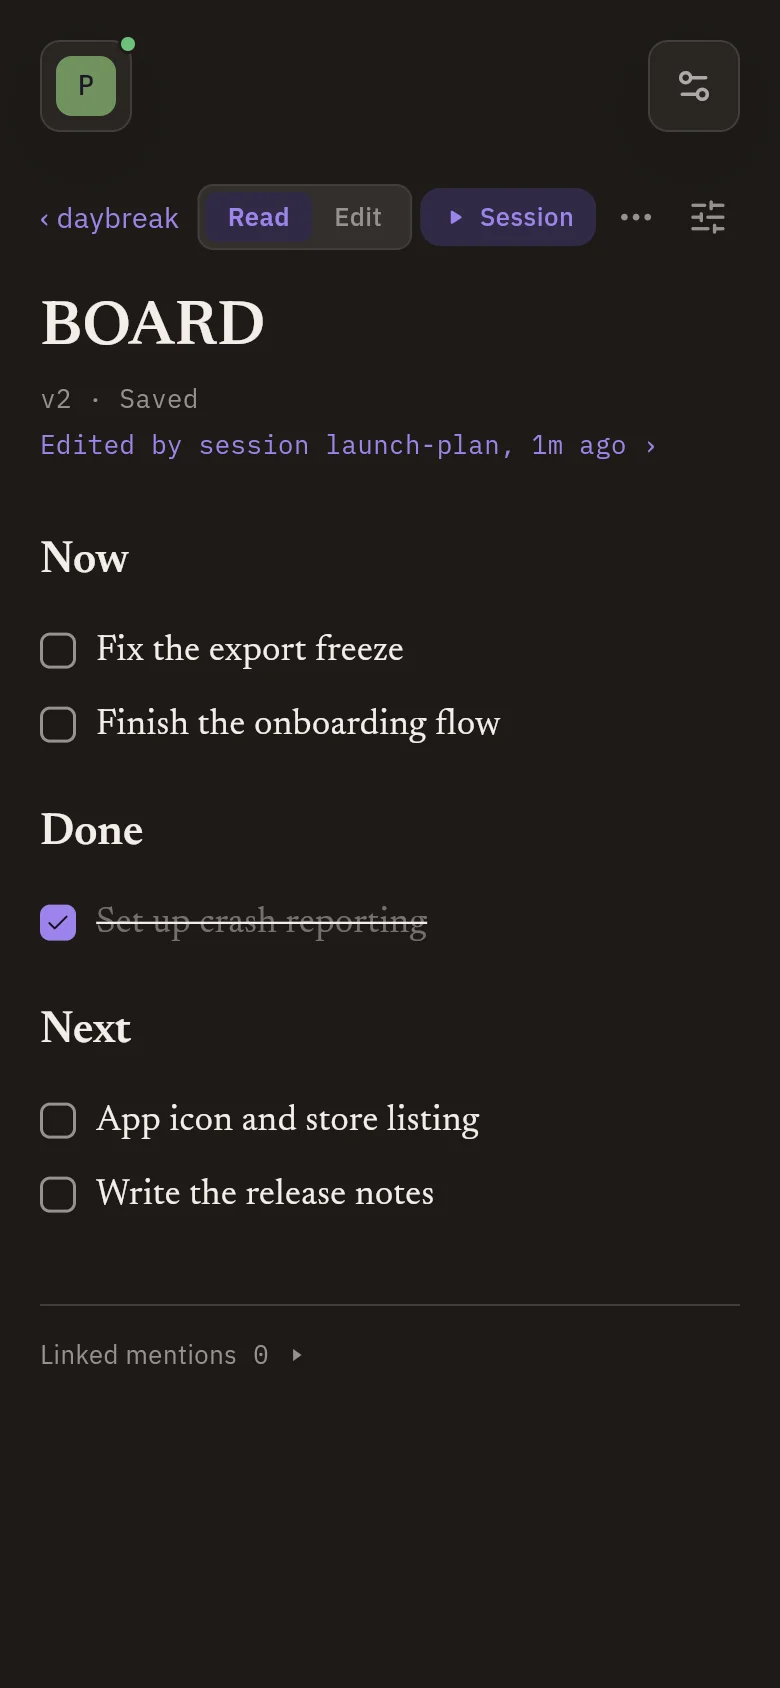 P
‹ daybreak Read Edit Session
BOARD
v2 · Saved
Edited by session launch-plan, 1m ago ›
Now
Fix the export freeze
Finish the onboarding flow
Done
Set up crash reporting
Next
App icon and store listing
Write the release notes
Linked mentions 0